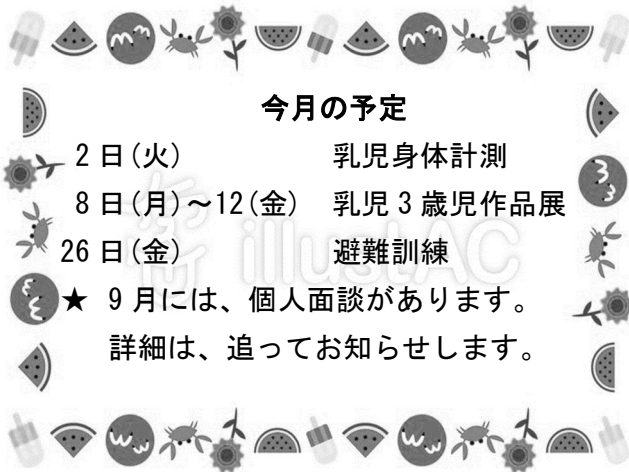 今月の予定
2日(火) 乳児身体計測
8日(月)～12(金) 乳児3歳児作品展
26日(金) 避難訓練
★ 9月には、個人面談があります。
詳細は、追ってお知らせします。
illustAC